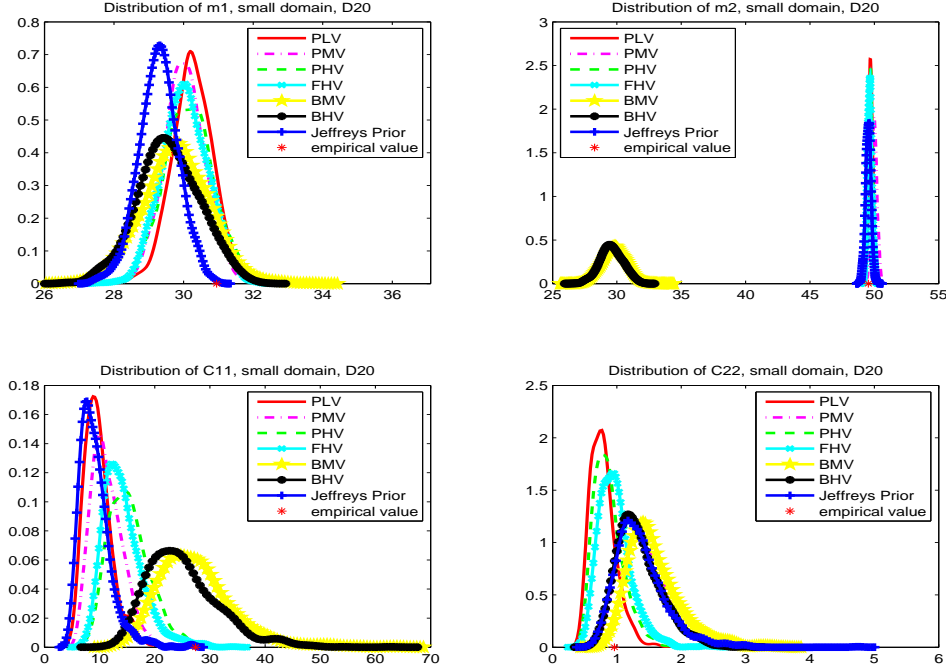 Distribution of m1, small domain, D20
0.8
0.7
0.6
0.5
0.4
0.3
0.2
0.1
0
26 28 30 32 34 36
PLV
PMV
PHV
FHV
BMV
BHV
Jeffreys Prior
empirical value
Distribution of m2, small domain, D20
3
2.5
2
1.5
1
0.5
0
25 30 35 40 45 50 55
PLV
PMV
PHV
FHV
BMV
BHV
Jeffreys Prior
empirical value
Distribution of C11, small domain, D20
0.18
0.16
0.14
0.12
0.1
0.08
0.06
0.04
0.02
0
0 10 20 30 40 50 60 70
PLV
PMV
PHV
FHV
BMV
BHV
Jeffreys Prior
empirical value
Distribution of C22, small domain, D20
2.5
2
1.5
1
0.5
0
0 1 2 3 4 5 6
PLV
PMV
PHV
FHV
BMV
BHV
Jeffreys Prior
empirical value